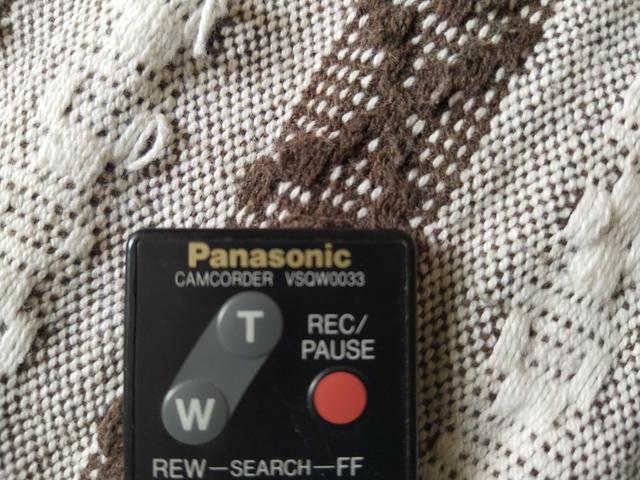 Panasonic
CAMCORDER VSQW0033
T
REC/
PAUSE
W
REW—SEARCH—FF